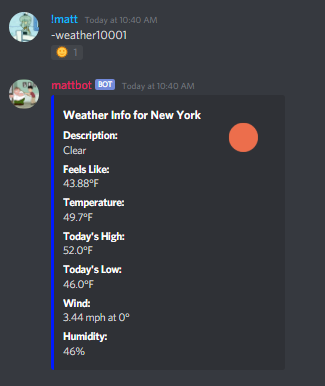 !matt Today at 10:40 AM
-weather10001
1
mattbot BOT Today at 10:40 AM
Weather Info for New York
Description:
Clear
Feels Like:
43.88°F
Temperature:
49.7°F
Today's High:
52.0°F
Today's Low:
46.0°F
Wind:
3.44 mph at 0°
Humidity:
46%